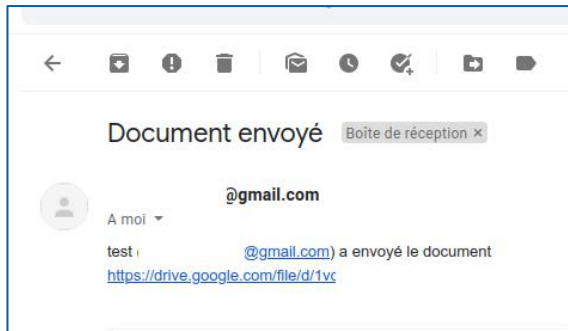 Document envoyé Boîte de réception ×
@gmail.com
A moi
test ( @gmail.com) a envoyé le document
https://drive.google.com/file/d/1vc